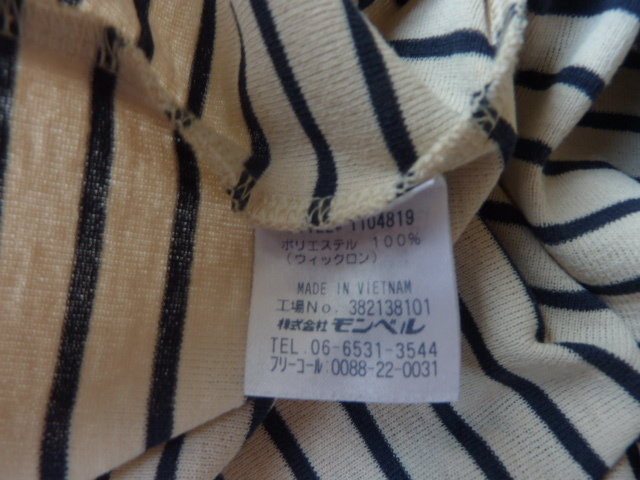 1104819
ポリエステル 100%
(ウィックロン)
MADE IN VIETNAM
工場No. 382138101
株式会社 モンベル
TEL. 06-6531-3544
フリーコール:0088-22-0031